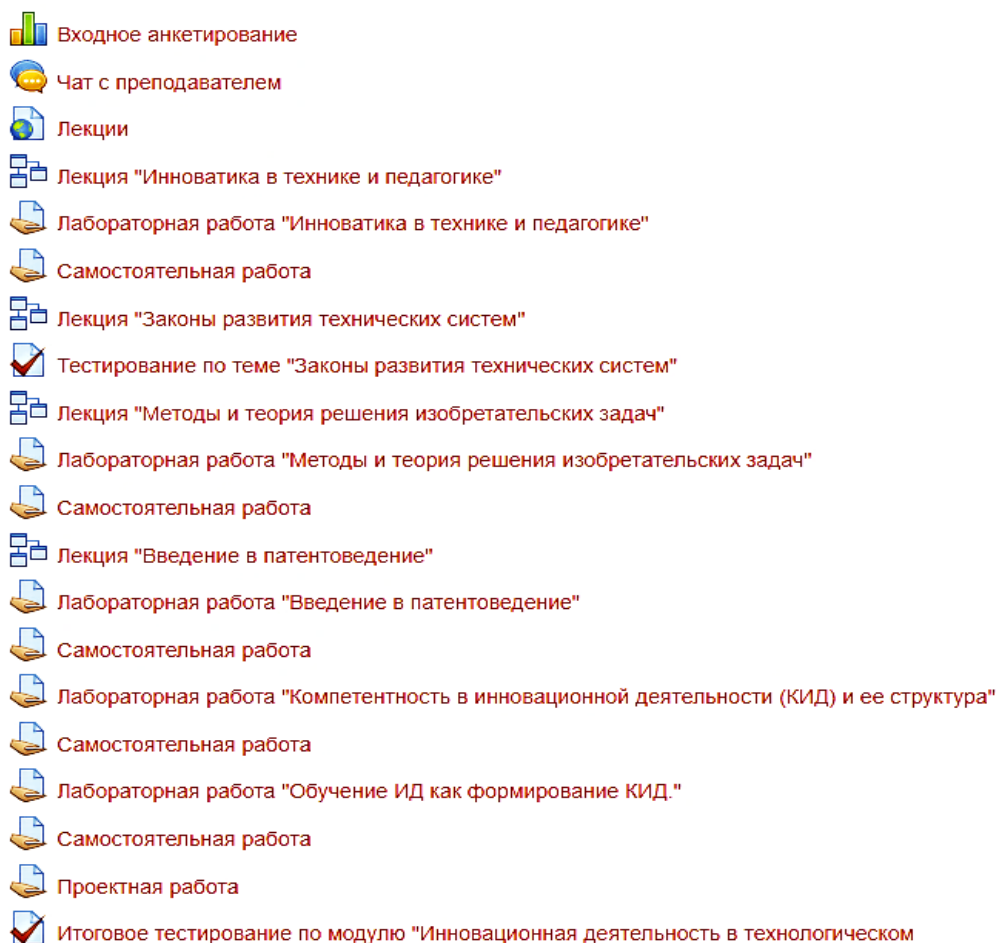 Входное анкетирование
Чат с преподавателем
Лекции
Лекция "Инноватика в технике и педагогике"
Лабораторная работа "Инноватика в технике и педагогике"
Самостоятельная работа
Лекция "Законы развития технических систем"
Тестирование по теме "Законы развития технических систем"
Лекция "Методы и теория решения изобретательских задач"
Лабораторная работа "Методы и теория решения изобретательских задач"
Самостоятельная работа
Лекция "Введение в патентоведение"
Лабораторная работа "Введение в патентоведение"
Самостоятельная работа
Лабораторная работа "Компетентность в инновационной деятельности (КИД) и ее структура"
Самостоятельная работа
Лабораторная работа "Обучение ИД как формирование КИД."
Самостоятельная работа
Проектная работа
Итоговое тестирование по модулю "Инновационная деятельность в технологическом